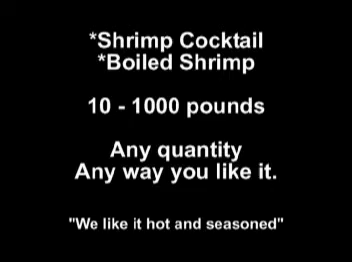 *Shrimp Cocktail
*Boiled Shrimp
10 - 1000 pounds
Any quantity
Any way you like it.
"We like it hot and seasoned"